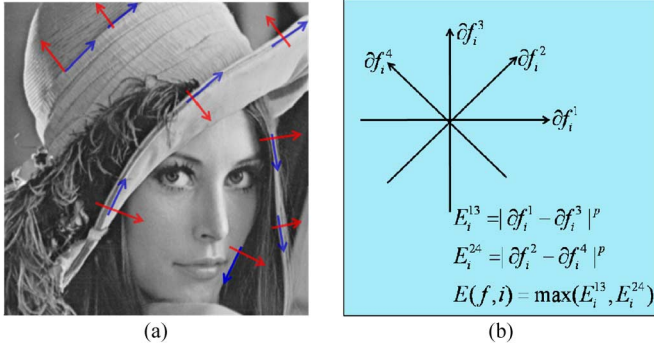 ∂f_i^3
∂f_i^4
∂f_i^2
∂f_i^1
E_i^{13} = | ∂f_i^1 − ∂f_i^3 |^p
E_i^{24} = | ∂f_i^2 − ∂f_i^4 |^p
E(f, i) = max(E_i^{13}, E_i^{24})
(a)
(b)